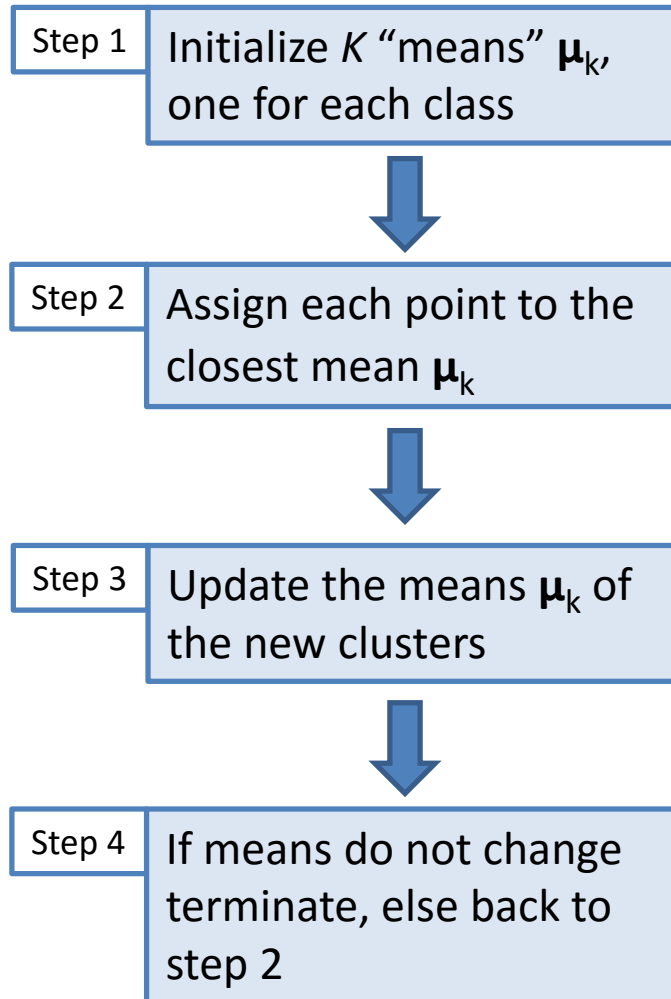 Step 1
Initialize K “means” μk,
one for each class
Step 2
Assign each point to the
closest mean μk
Step 3
Update the means μk of
the new clusters
Step 4
If means do not change
terminate, else back to
step 2